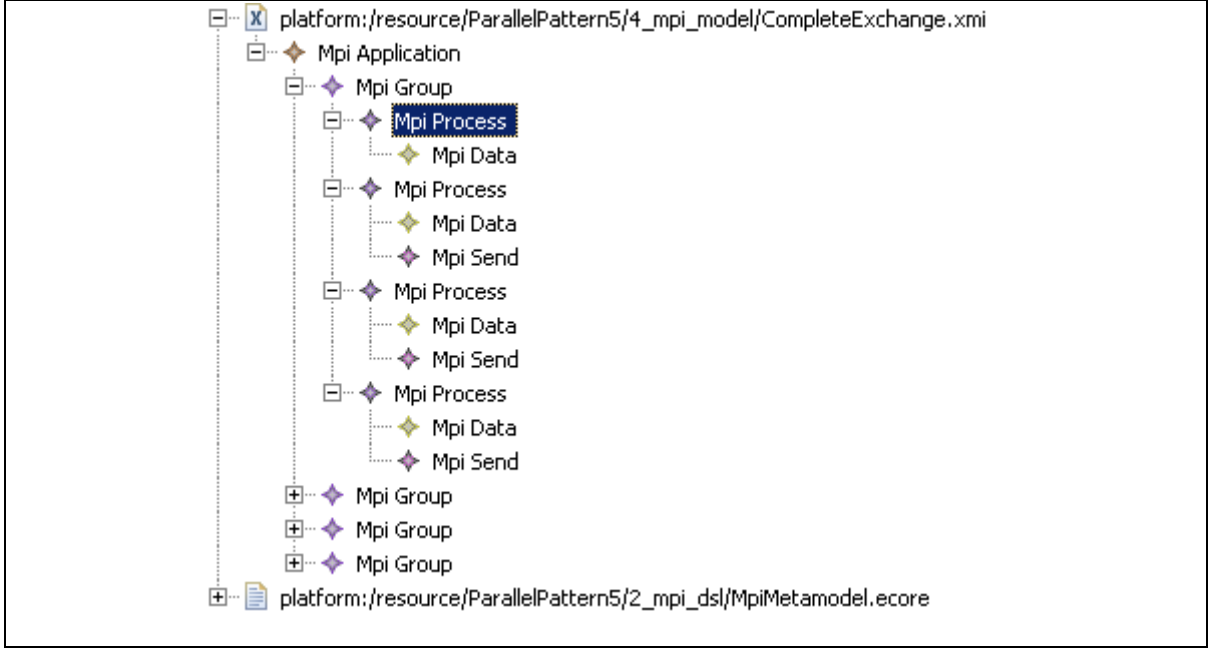 platform:/resource/ParallelPattern5/4_mpi_model/CompleteExchange.xmi
Mpi Application
Mpi Group
Mpi Process
Mpi Data
Mpi Process
Mpi Data
Mpi Send
Mpi Process
Mpi Data
Mpi Send
Mpi Process
Mpi Data
Mpi Send
Mpi Group
Mpi Group
Mpi Group
platform:/resource/ParallelPattern5/2_mpi_dsl/MpiMetamodel.ecore